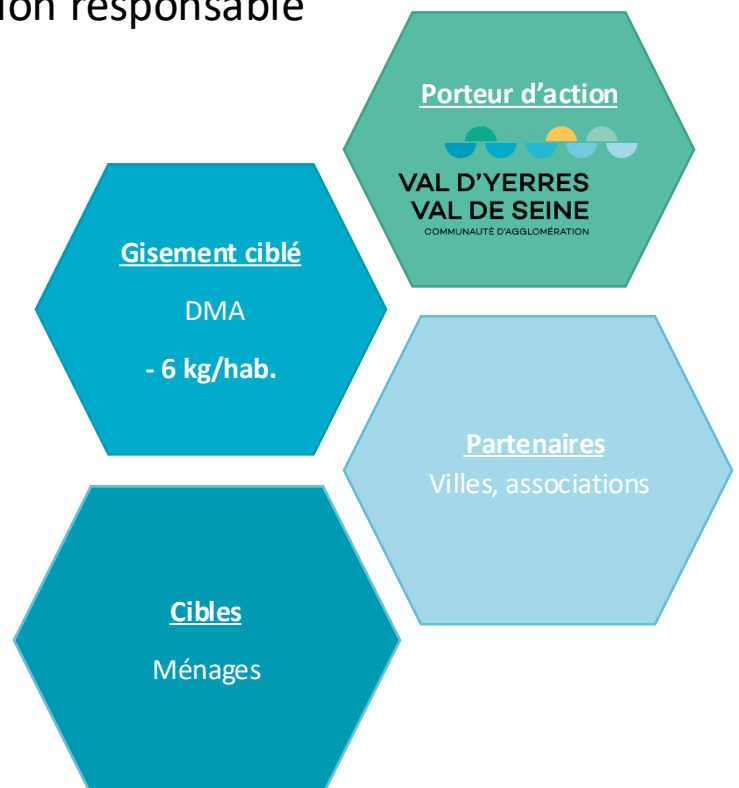 on responsable
Porteur d'action
VAL D'YERRES
VAL DE SEINE
COMMUNAUTÉ D'AGGLOMÉRATION
Gisement ciblé
DMA
- 6 kg/hab.
Partenaires
Villes, associations
Cibles
Ménages